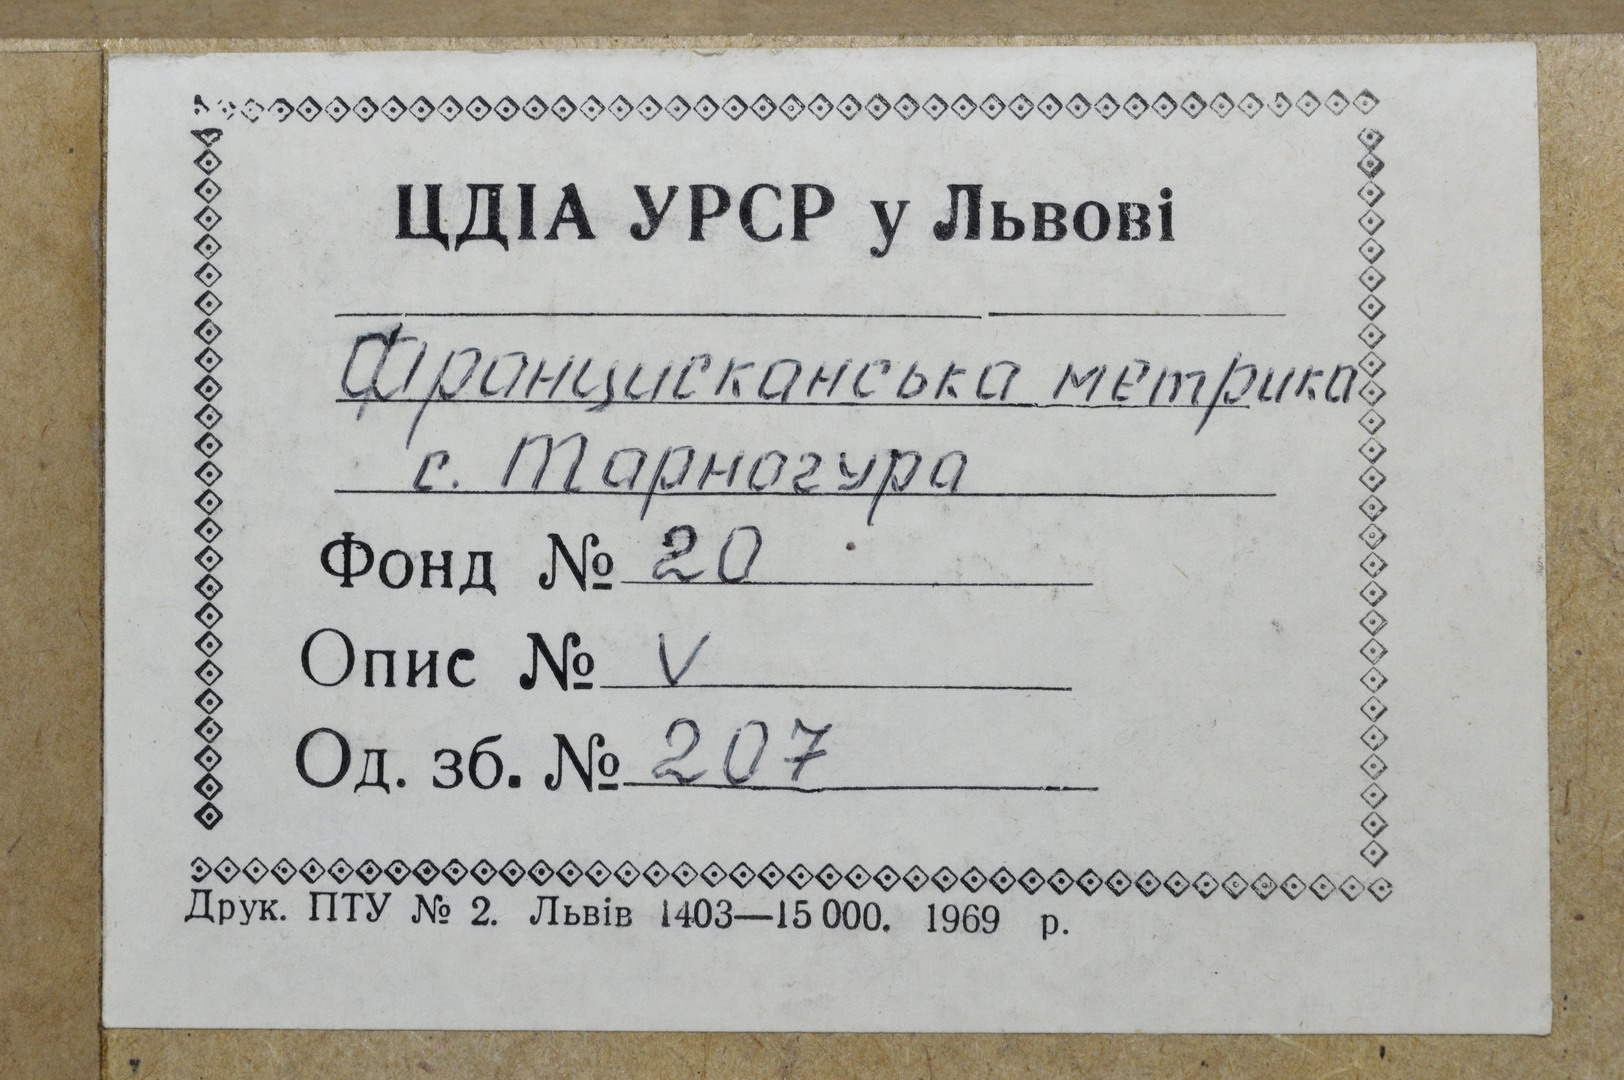 ЦДІА УРСР у Львові
Францисканська метрика
с. Тарногура
Фонд № 20
Опис № V
Од. зб. № 207
Друк. ПТУ № 2. Львів 1403—15 000. 1969 р.